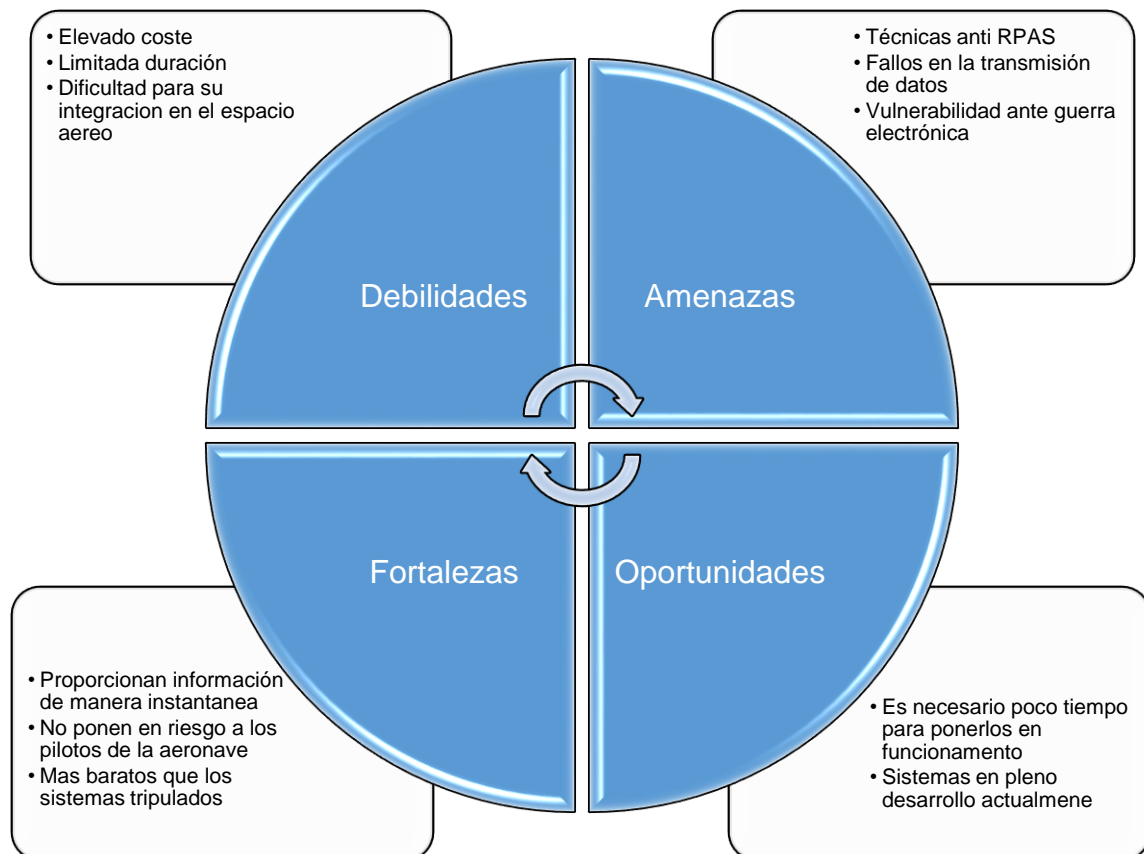 • Elevado coste
• Limitada duración
• Dificultad para su
integracion en el espacio
aereo
• Técnicas anti RPAS
• Fallos en la transmisión
de datos
• Vulnerabilidad ante guerra
electrónica
Debilidades
Amenazas
Fortalezas
Oportunidades
• Proporcionan información
de manera instantanea
• No ponen en riesgo a los
pilotos de la aeronave
• Mas baratos que los
sistemas tripulados
• Es necesario poco tiempo
para ponerlos en
funcionamento
• Sistemas en pleno
desarrollo actualmene